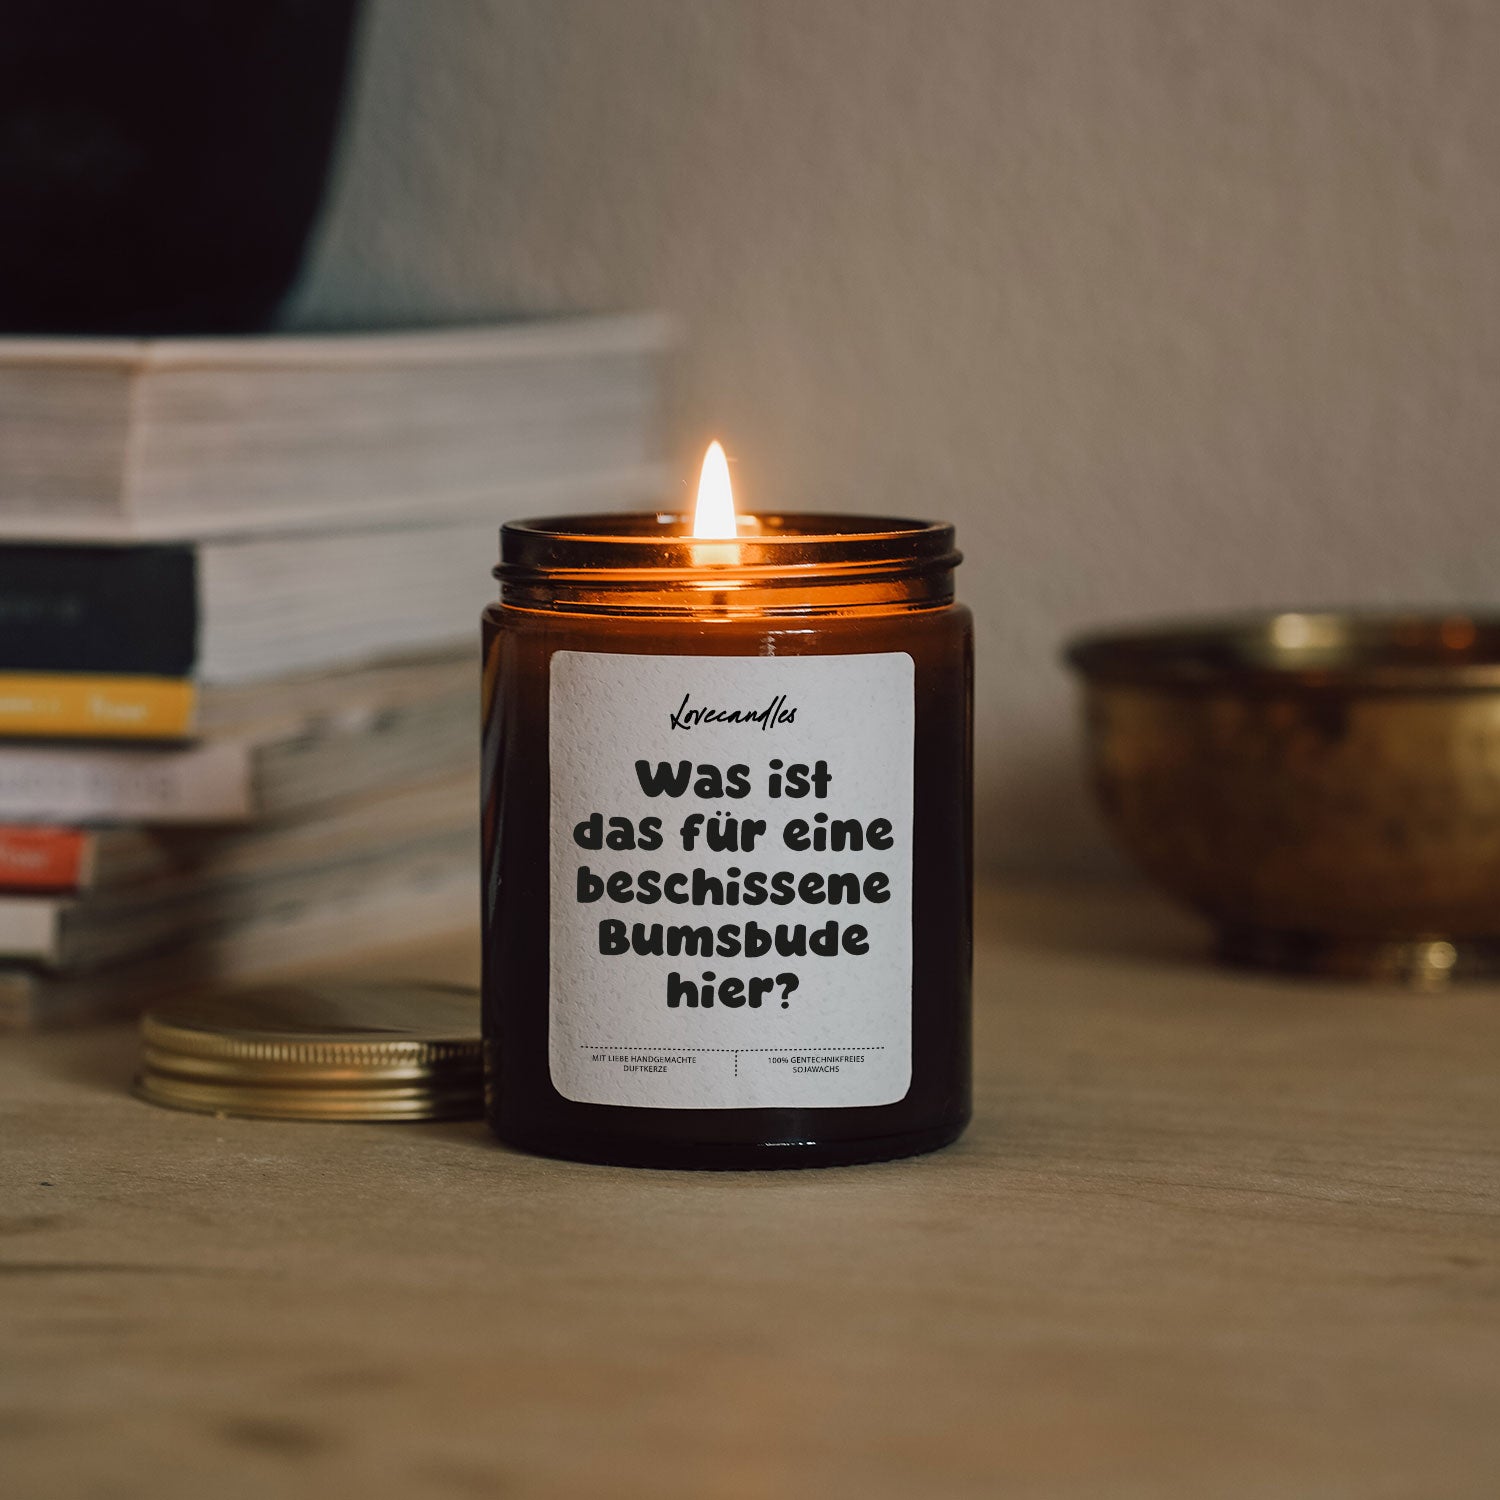 Lovecandles
Was ist
das für eine
beschissene
Bumsbude
hier?
MIT LIEBE HANDGEMACHTE
DUFTKERZE
100% GENTECHNIKFREIES
SOJAWACHS